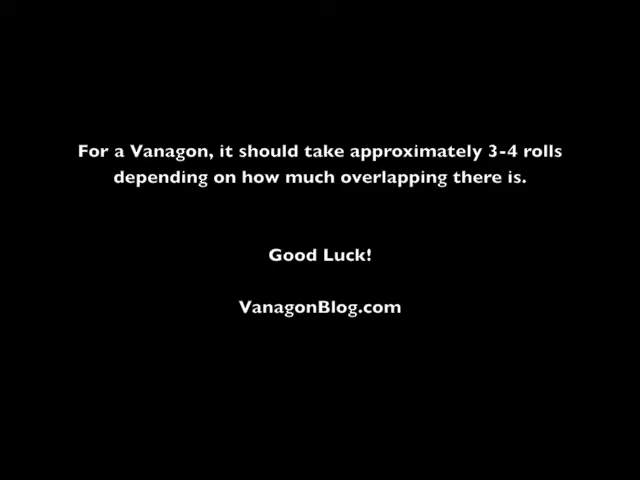 For a Vanagon, it should take approximately 3-4 rolls
depending on how much overlapping there is.
Good Luck!
VanagonBlog.com